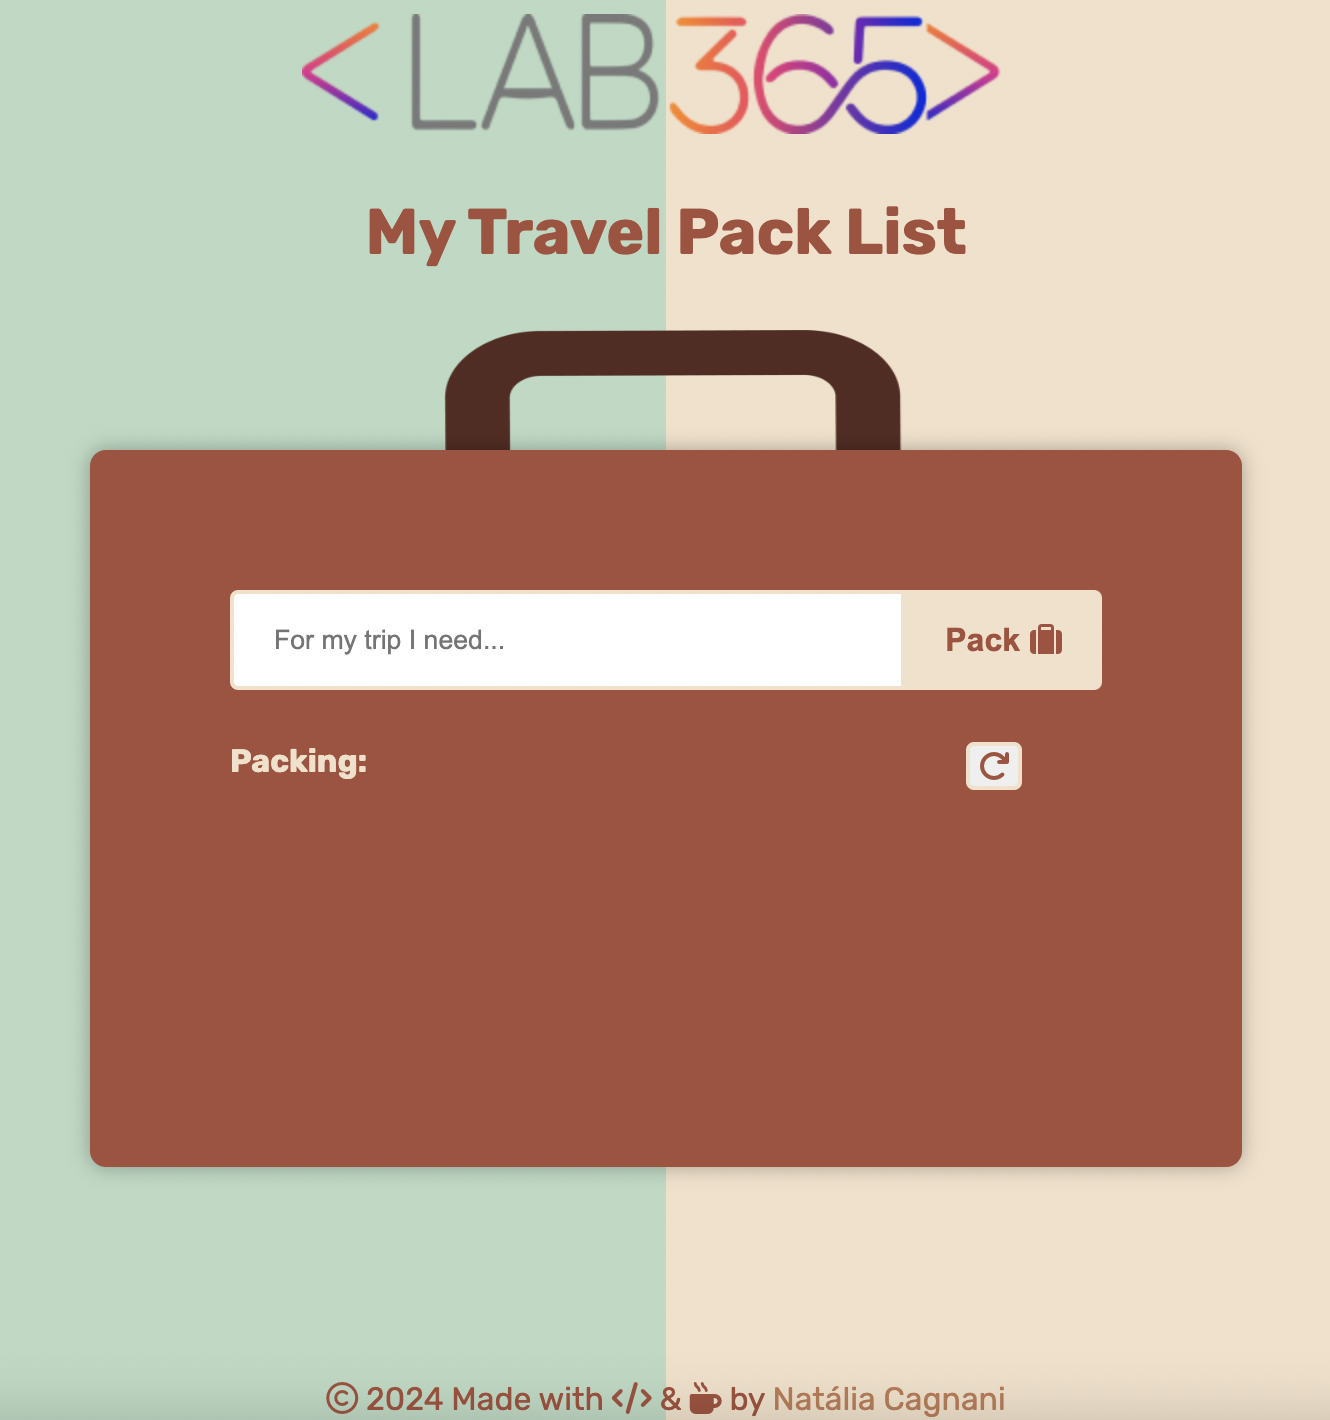 <LAB365>
My Travel Pack List
For my trip I need...
Pack
Packing:
© 2024 Made with </> & by Natália Cagnani